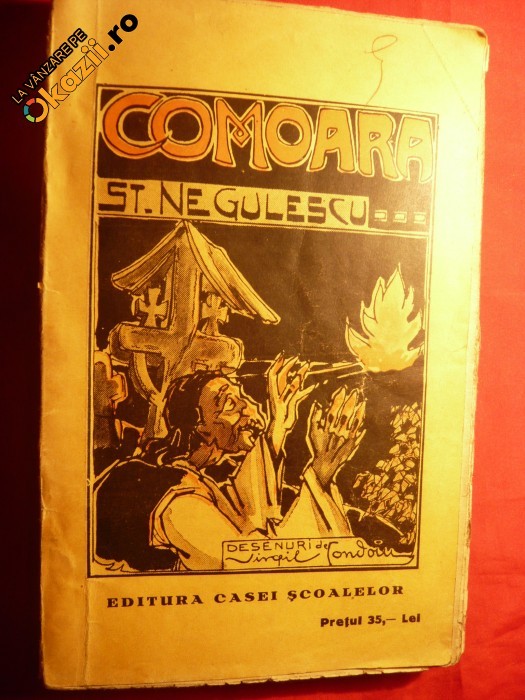 LA VÂNZARE PE
okazii.ro
COMOARA
ST. NEGULESCU
DESENURI de
Virgil Condoiu
EDITURA CASEI ȘCOALELOR
Prețul 35,— Lei